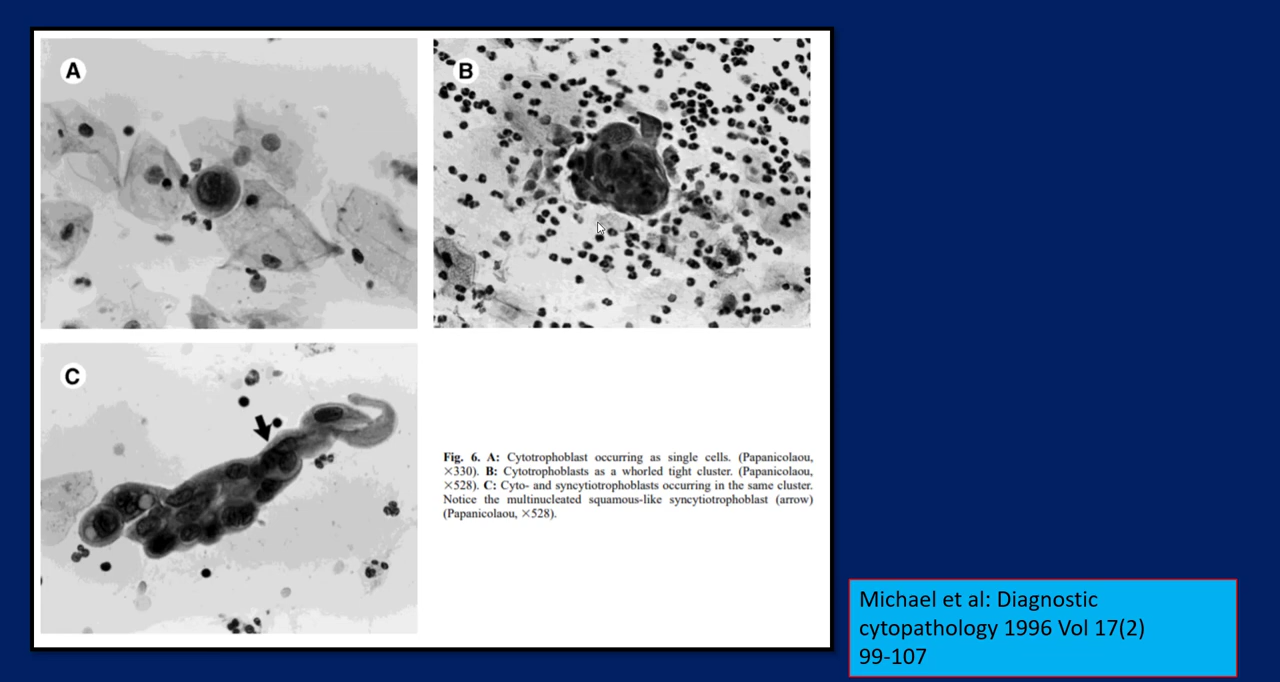 A
B
C
Fig. 6. A: Cytotrophoblast occurring as single cells. (Papanicolaou,
×330). B: Cytotrophoblasts as a whorled tight cluster. (Papanicolaou,
×528). C: Cyto- and syncytiotrophoblasts occurring in the same cluster.
Notice the multinucleated squamous-like syncytiotrophoblast (arrow)
(Papanicolaou, ×528).
Michael et al: Diagnostic
cytopathology 1996 Vol 17(2)
99-107